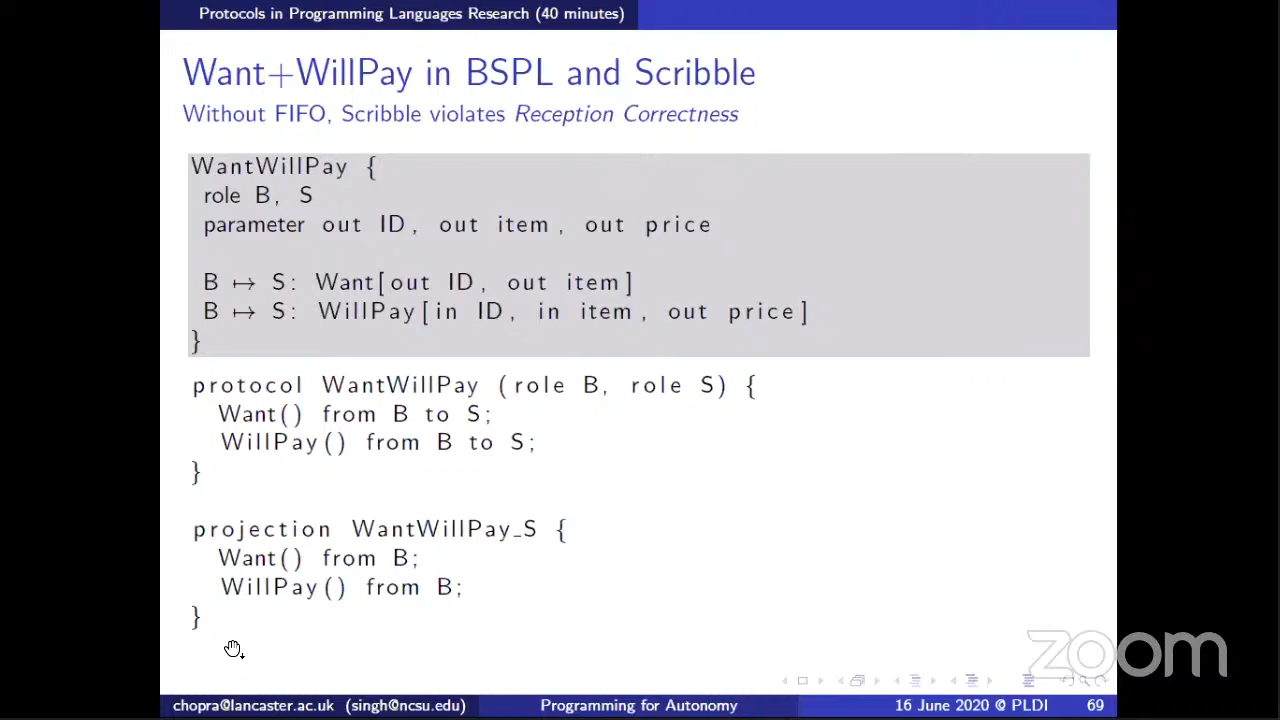 Protocols in Programming Languages Research (40 minutes)
Want+WillPay in BSPL and Scribble
Without FIFO, Scribble violates Reception Correctness
WantWillPay {
role B, S
parameter out ID, out item, out price
B ↦ S: Want[out ID, out item]
B ↦ S: WillPay[in ID, in item, out price]
}
protocol WantWillPay (role B, role S) {
Want() from B to S;
WillPay() from B to S;
}
projection WantWillPay_S {
Want() from B;
WillPay() from B;
}
zoom
chopra@lancaster.ac.uk (singh@ncsu.edu) Programming for Autonomy 16 June 2020 @ PLDI 69